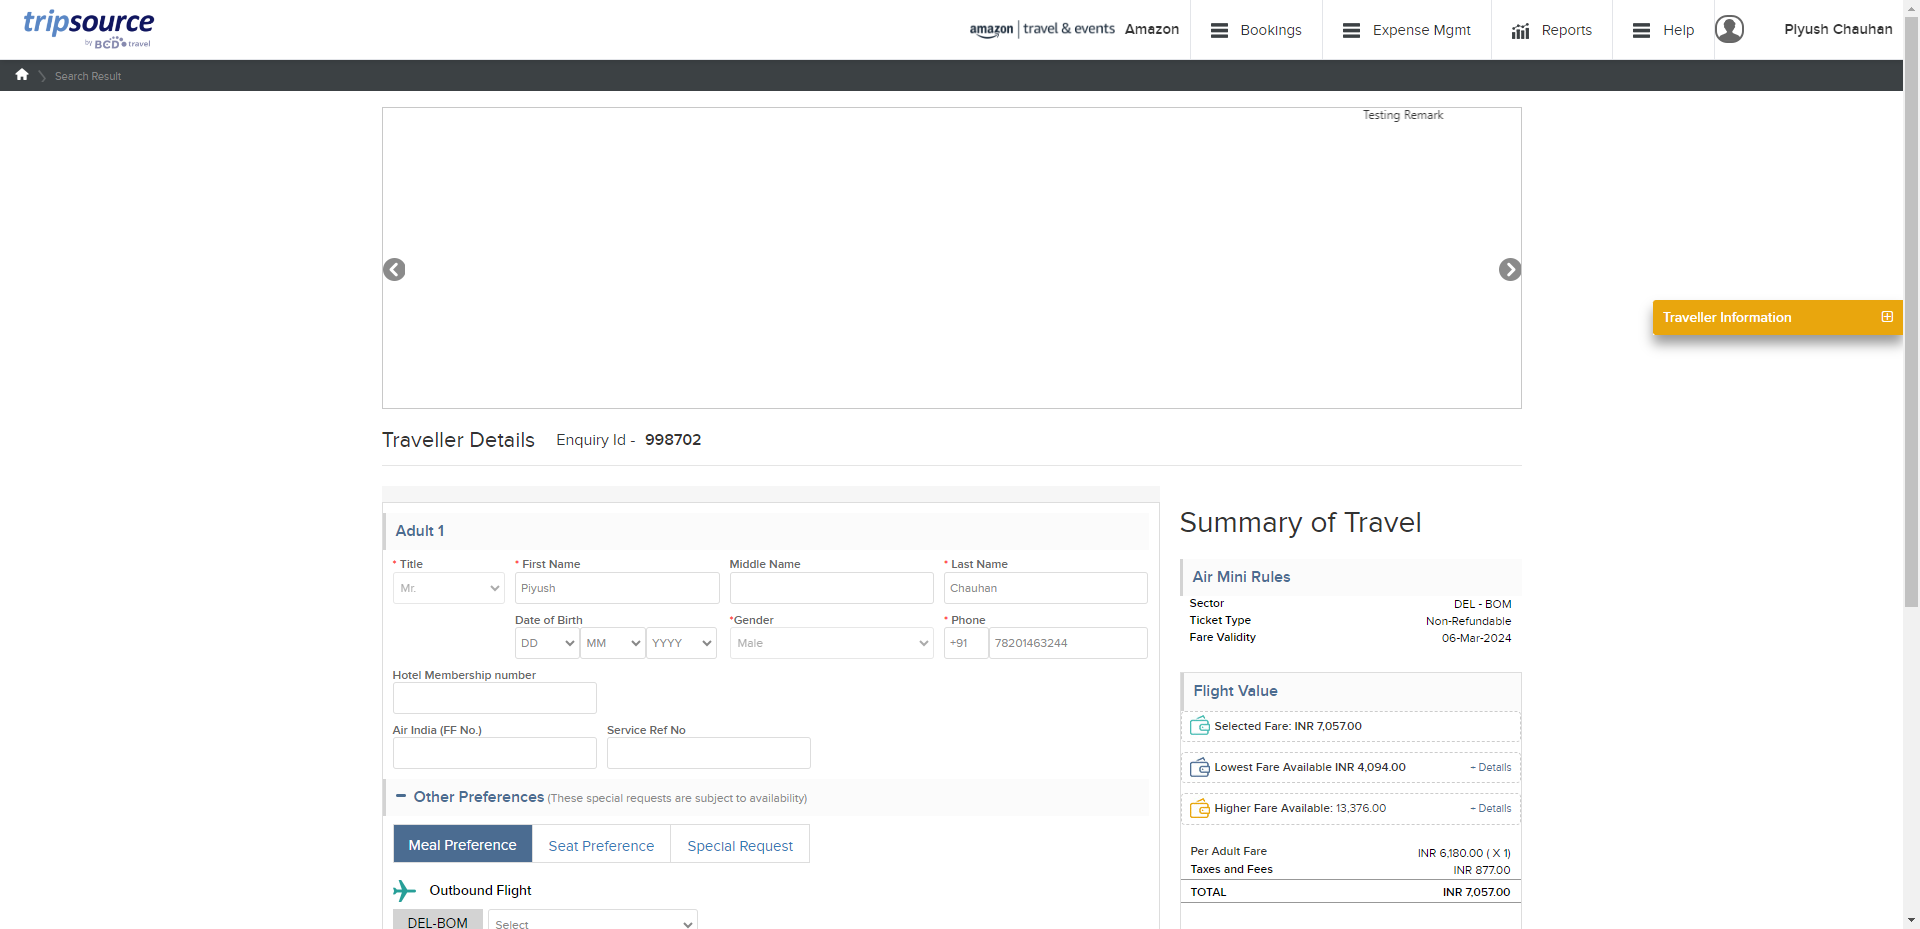 tripsource
by BCD travel
amazon | travel & events Amazon
Bookings
Expense Mgmt
Reports
Help
Piyush Chauhan
Search Result
Testing Remark
Traveller Information
Traveller Details Enquiry Id - 998702
Adult 1
* Title
* First Name
Middle Name
* Last Name
Mr.
Piyush
Chauhan
Date of Birth
*Gender
* Phone
DD
MM
YYYY
Male
+91
78201463244
Hotel Membership number
Air India (FF No.)
Service Ref No
Other Preferences (These special requests are subject to availability)
Meal Preference
Seat Preference
Special Request
Outbound Flight
DEL-BOM
Select
Summary of Travel
Air Mini Rules
Sector DEL - BOM
Ticket Type Non-Refundable
Fare Validity 06-Mar-2024
Flight Value
Selected Fare: INR 7,057.00
Lowest Fare Available INR 4,094.00 + Details
Higher Fare Available: 13,376.00 + Details
Per Adult Fare INR 6,180.00 ( X 1)
Taxes and Fees INR 877.00
TOTAL INR 7,057.00